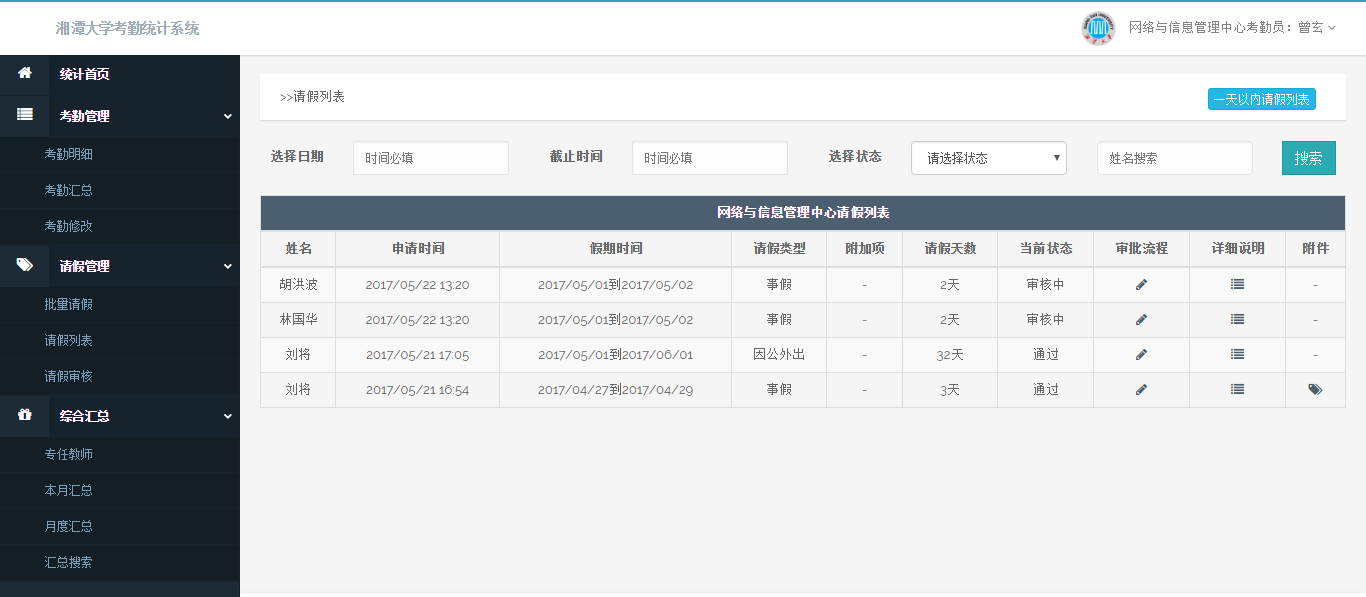 湘潭大学考勤统计系统
网络与信息管理中心考勤员：曾玄
统计首页
考勤管理
考勤明细
考勤汇总
考勤修改
请假管理
批量请假
请假列表
请假审核
综合汇总
专任教师
本月汇总
月度汇总
汇总搜索
>>请假列表
一天以内请假列表
选择日期 时间必填 截止时间 时间必填 选择状态 请选择状态 姓名搜索 搜索
网络与信息管理中心请假列表
姓名 申请时间 假期时间 请假类型 附加项 请假天数 当前状态 审批流程 详细说明 附件
胡洪波 2017/05/22 13:20 2017/05/01到2017/05/02 事假 - 2天 审核中 -
林国华 2017/05/22 13:20 2017/05/01到2017/05/02 事假 - 2天 审核中 -
刘将 2017/05/21 17:05 2017/05/01到2017/06/01 因公外出 - 32天 通过 -
刘将 2017/05/21 16:54 2017/04/27到2017/04/29 事假 - 3天 通过